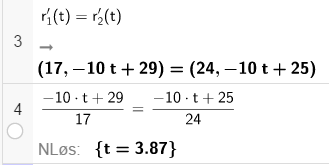 r₁′(t) = r₂′(t)
3
→
(17, −10 t + 29) = (24, −10 t + 25)
4
(−10 · t + 29)/17 = (−10 · t + 25)/24
NLøs: {t = 3.87}